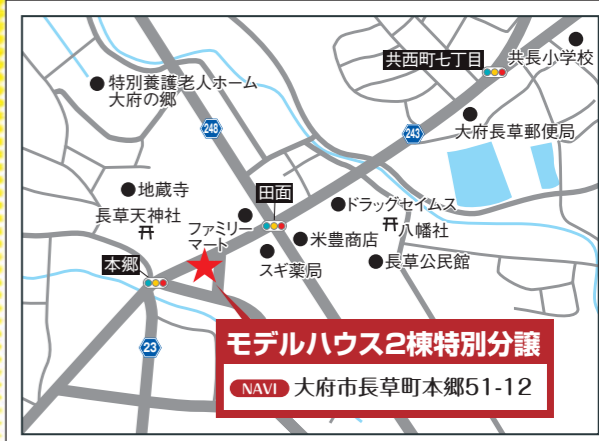 共西町七丁目
共長小学校
特別養護老人ホーム
大府の郷
248
243
大府長草郵便局
地蔵寺
田面
ドラッグセイムス
長草天神社
ファミリー
マート
八幡社
米豊商店
本郷
スギ薬局
長草公民館
23
モデルハウス2棟特別分譲
NAVI 大府市長草町本郷51-12